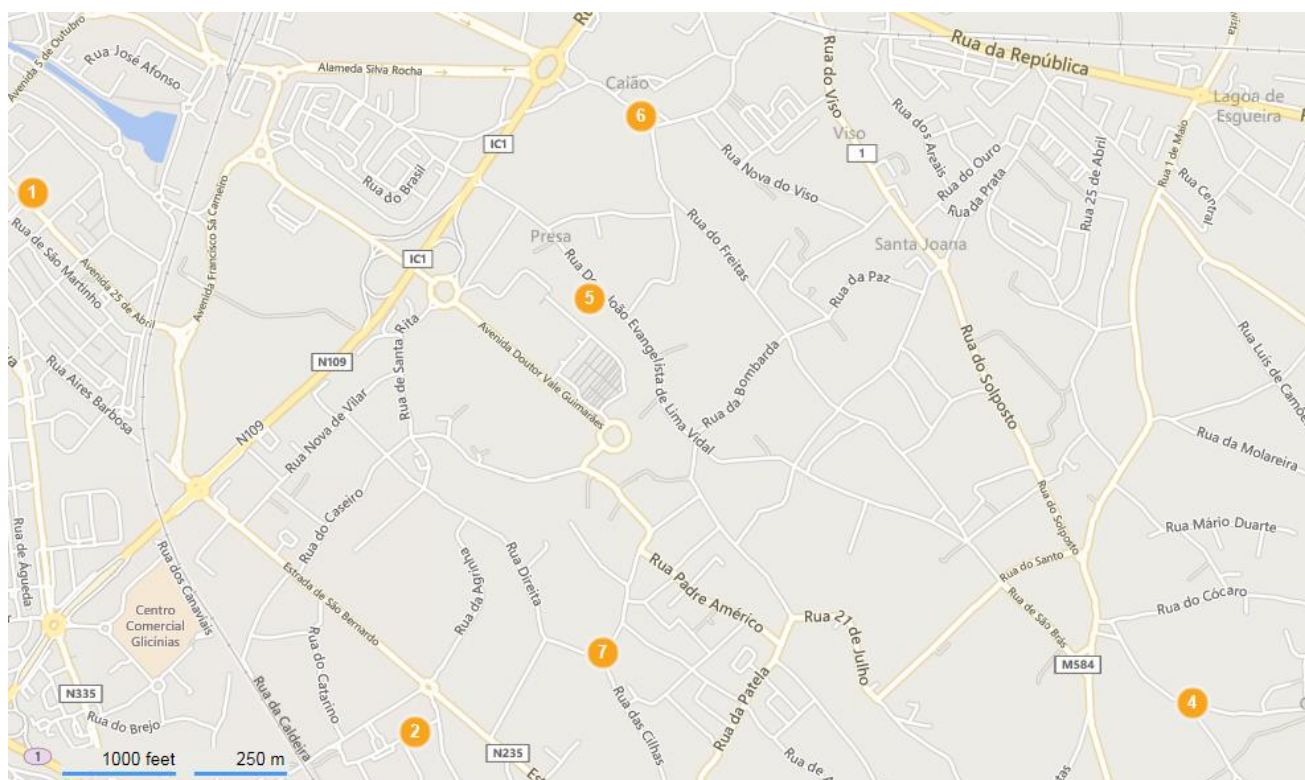 Avenida 5 de Outubro
Rua José Afonso
Alameda Silva Rocha
Caião
6
Rua do Viso
Rua da República
Lagoa de
Esgueira
IC1
Viso
1
Rua dos Areais
Rua do Ouro
Rua da Prata
Rua 25 de Abril
Rua 1 de Maio
Rua Central
Rua do Brasil
Rua Nova do Viso
1
Rua de São Martinho
Avenida 25 de Abril
Avenida Francisco Sá Carneiro
Presa
Rua do Freitas
Santa Joana
IC1
5
Evangelista de Lima Vidal
Rua da Paz
Rua do Solposto
Rua Luís de
N109
Rua de Santa Rita
Avenida Doutor Vale Guimarães
Rua da Bombarda
Rua Aires Barbosa
N109
Rua Nova de Vilar
Rua da Molareira
Rua do Caseiro
Rua do Solposto
Rua Mário Duarte
Rua de Águeda
Rua dos Canaviais
Estrada de São Bernardo
Rua da Agrinha
Rua Direita
Rua Padre Américo
Rua do Santo
Rua de São Brás
Rua do Cócaro
Centro
Comercial
Glicínias
Rua 21 de
Julho
7
M584
N335
Rua do Brejo
Rua da Caldeira
Rua do Catarino
2
Rua das Cilhas
Rua da Patela
4
N235
1
1000 feet
250 m